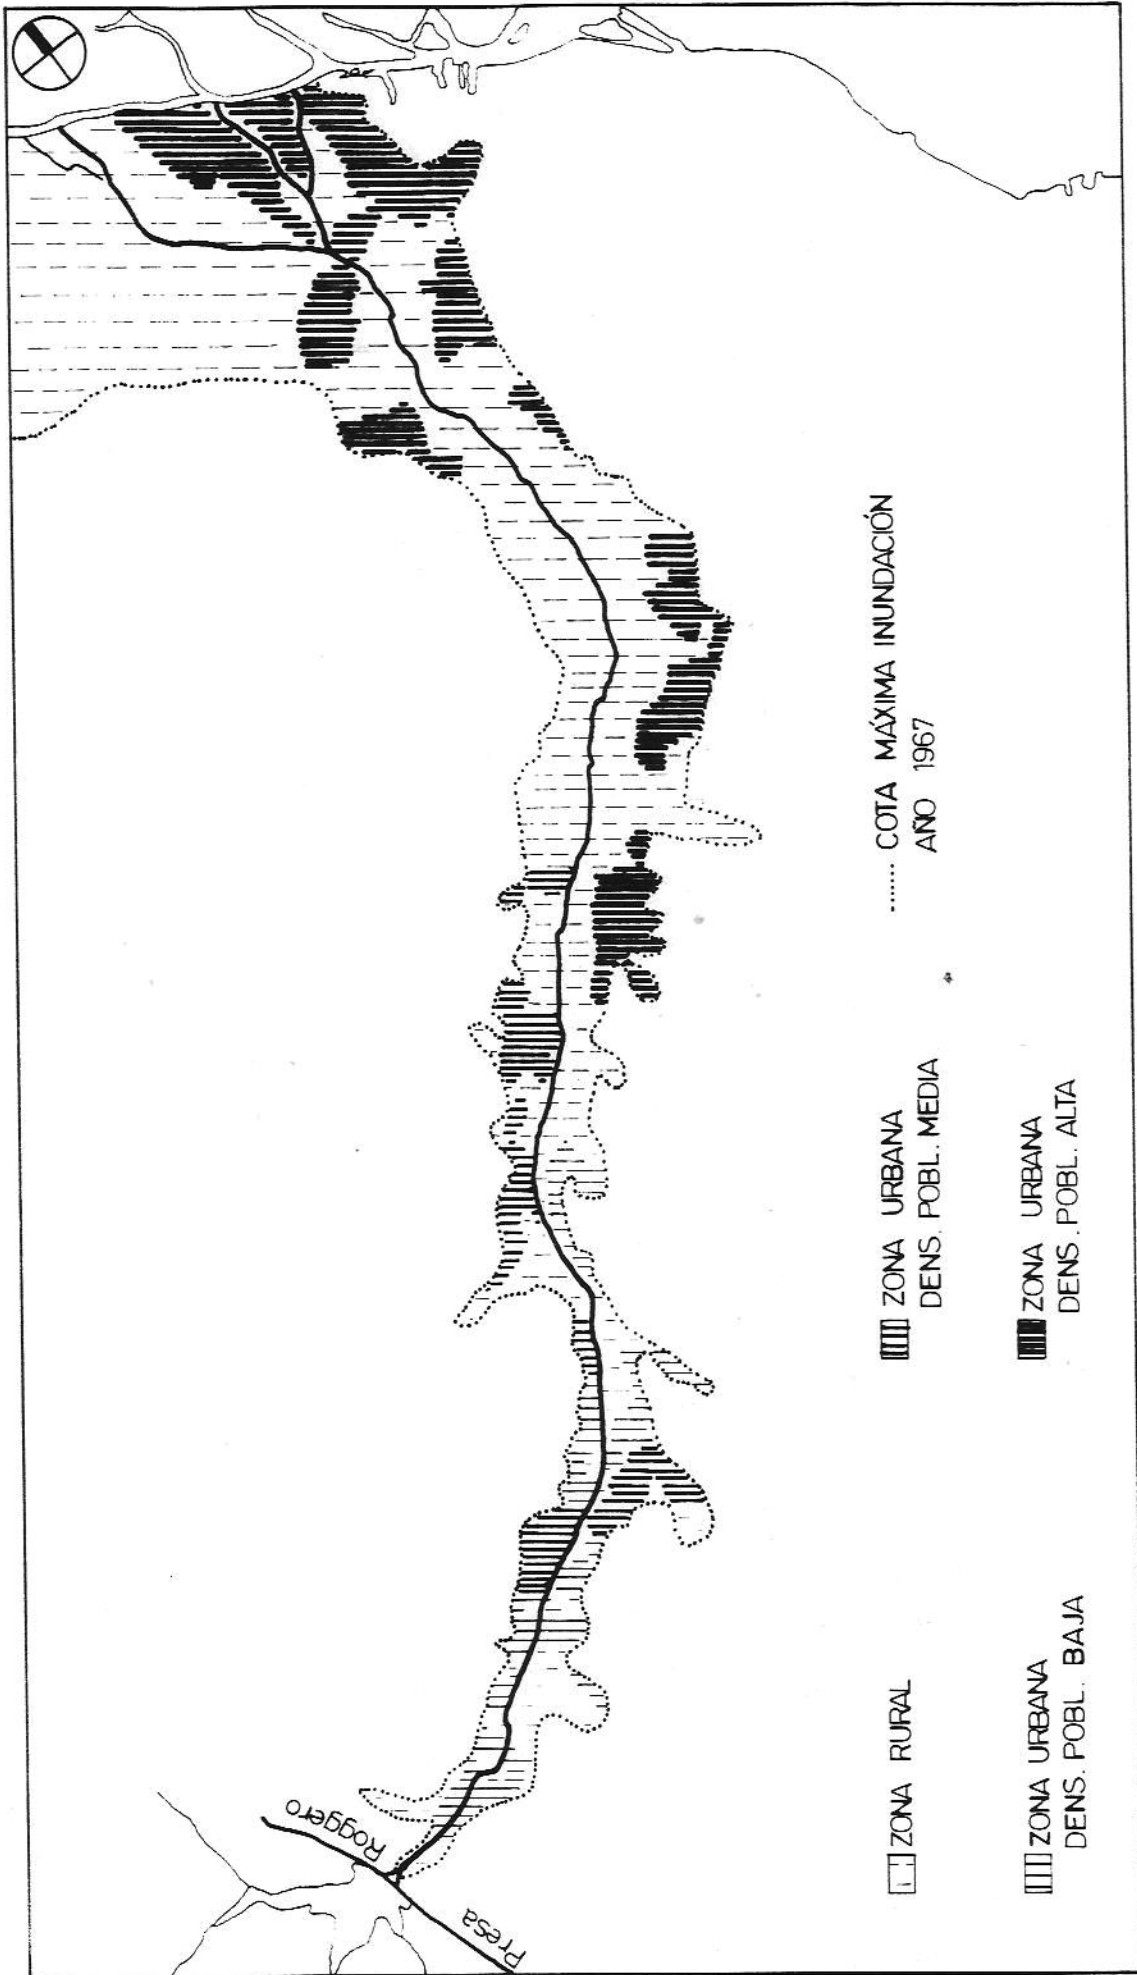 Presa Roggero
ZONA RURAL
ZONA URBANA
DENS. POBL. BAJA
ZONA URBANA
DENS. POBL. MEDIA
ZONA URBANA
DENS. POBL. ALTA
...... COTA MÁXIMA INUNDACIÓN
AÑO 1967